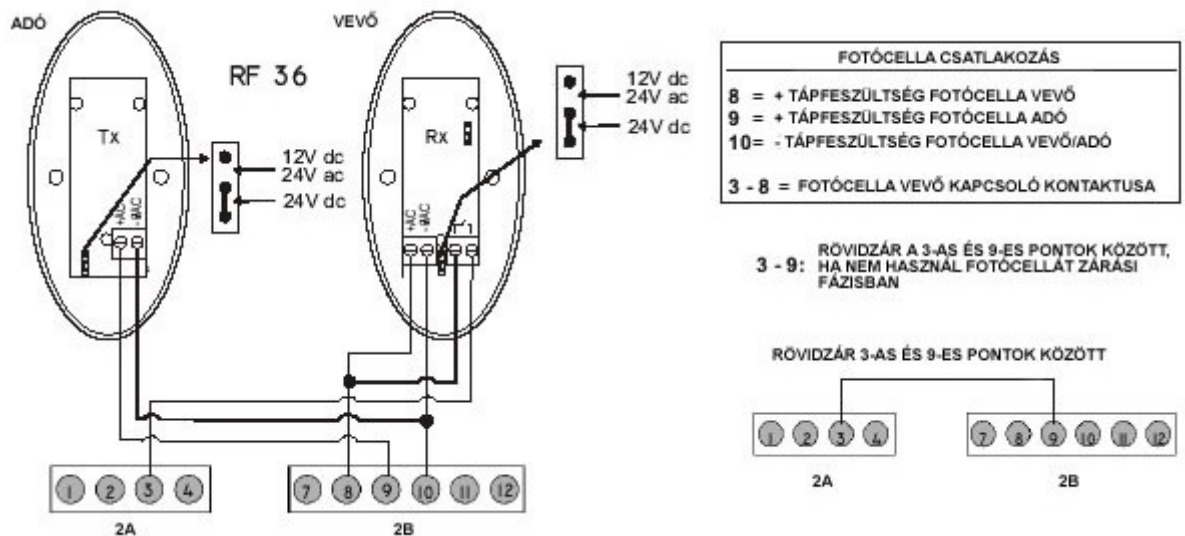 ADÓ
VEVŐ
RF 36
Tx
12V dc
24V ac
24V dc
+AC
Rx
12V dc
24V ac
24V dc
+AC
1 2 3 4
2A
7 8 9 10 11 12
2B
FOTÓCELLA CSATLAKOZÁS
8 = + TÁPFESZÜLTSÉG FOTÓCELLA VEVŐ
9 = + TÁPFESZÜLTSÉG FOTÓCELLA ADÓ
10= - TÁPFESZÜLTSÉG FOTÓCELLA VEVŐ/ADÓ
3 - 8 = FOTÓCELLA VEVŐ KAPCSOLÓ KONTAKTUSA
3 - 9: RÖVIDZÁR A 3-AS ÉS 9-ES PONTOK KÖZÖTT,
HA NEM HASZNÁL FOTÓCELLÁT ZÁRÁSI
FÁZISBAN
RÖVIDZÁR 3-AS ÉS 9-ES PONTOK KÖZÖTT
1 2 3 4
2A
7 8 9 10 11 12
2B